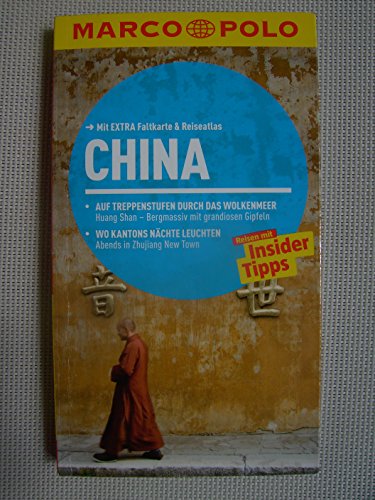 MARCO POLO
→ Mit EXTRA Faltkarte & Reiseatlas
CHINA
• AUF TREPPENSTUFEN DURCH DAS WOLKENMEER
Huang Shan – Bergmassiv mit grandiosen Gipfeln
• WO KANTONS NÄCHTE LEUCHTEN
Abends in Zhujiang New Town
Reisen mit
Insider
Tipps
音 世